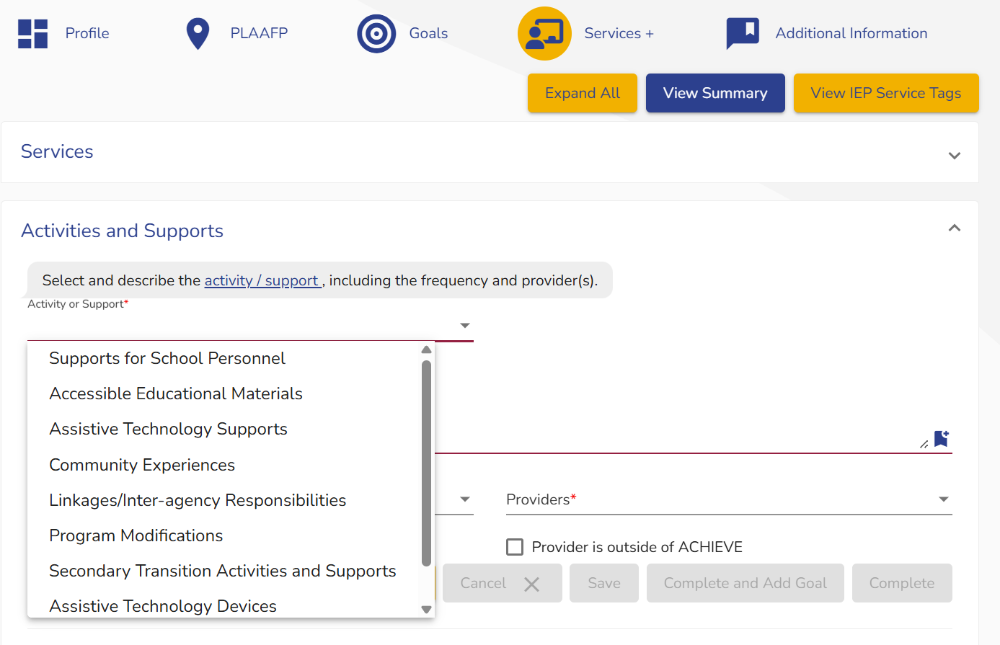 Profile
PLAAFP
Goals
Services +
Additional Information
Expand All
View Summary
View IEP Service Tags
Services
Activities and Supports
Select and describe the activity / support , including the frequency and provider(s).
Activity or Support*
Supports for School Personnel
Accessible Educational Materials
Assistive Technology Supports
Community Experiences
Linkages/Inter-agency Responsibilities
Program Modifications
Secondary Transition Activities and Supports
Assistive Technology Devices
Providers*
Provider is outside of ACHIEVE
Cancel
Save
Complete and Add Goal
Complete